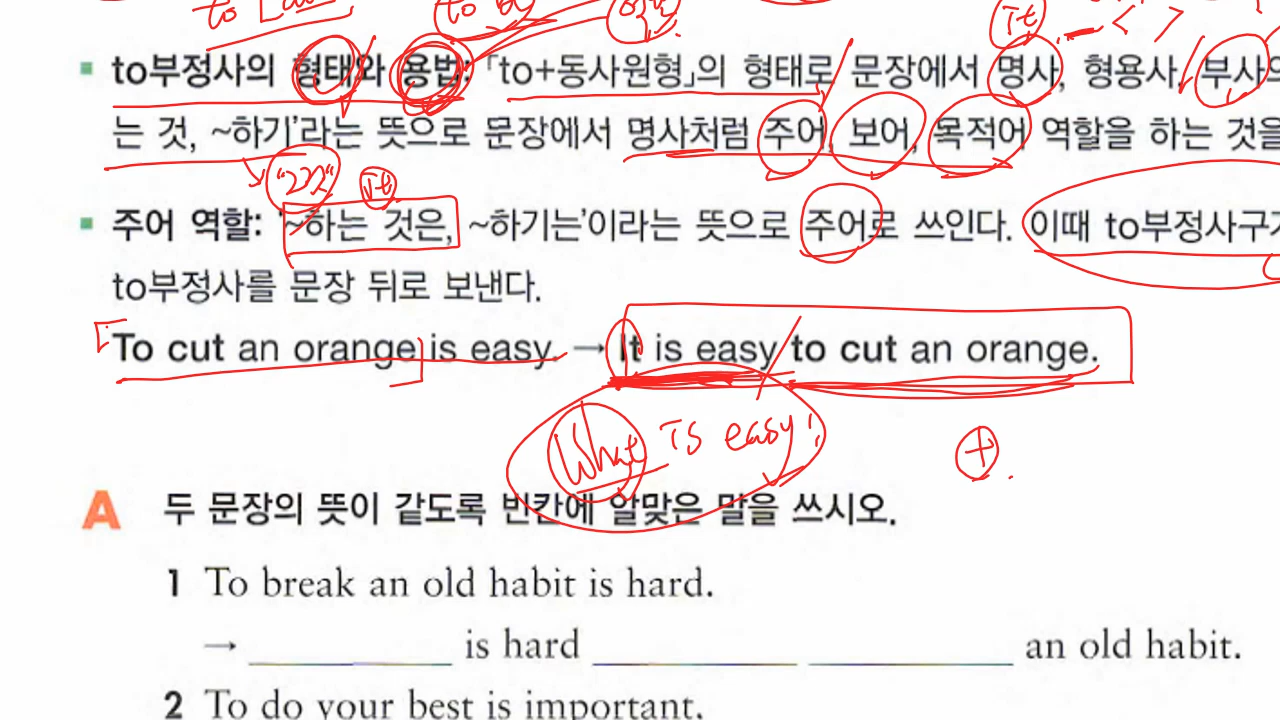 to
to be
It
< >
to부정사의 형태와 용법: 「to+동사원형」의 형태로 문장에서 명사, 형용사, 부사의
는 것, ~하기'라는 뜻으로 문장에서 명사처럼 주어, 보어, 목적어 역할을 하는 것을
It
주어 역할: '~하는 것은, ~하기는'이라는 뜻으로 주어로 쓰인다. 이때 to부정사구가
to부정사를 문장 뒤로 보낸다.
To cut an orange is easy. → It is easy to cut an orange.
What is easy?
+
A 두 문장의 뜻이 같도록 빈칸에 알맞은 말을 쓰시오.
1 To break an old habit is hard.
→ ________ is hard ________ ________ an old habit.
2 To do your best is important.